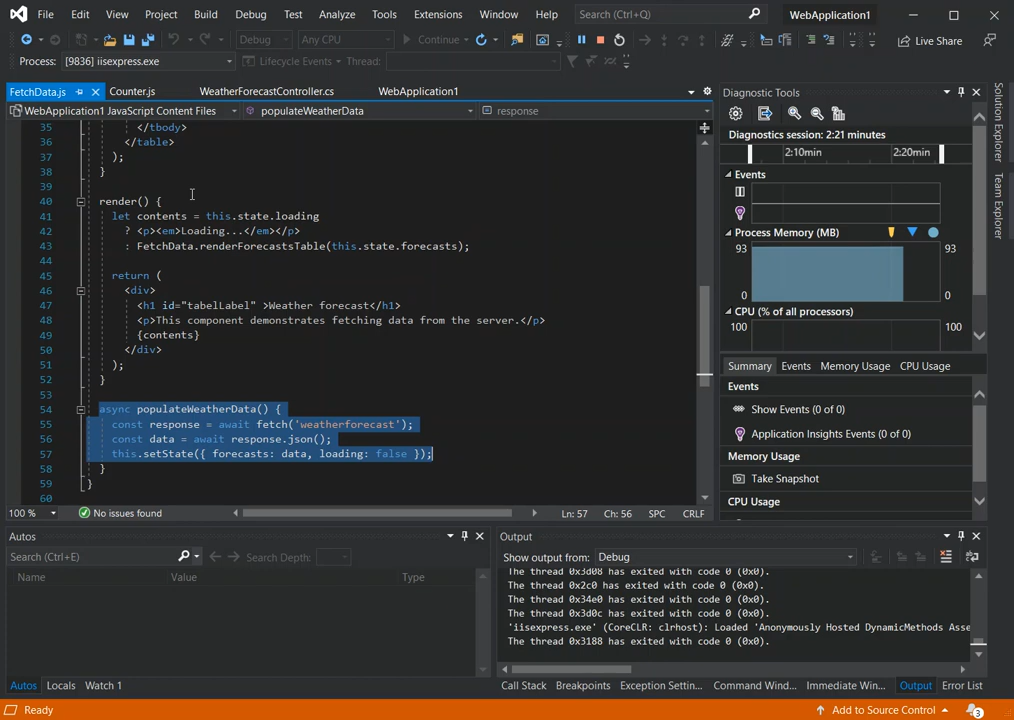 File Edit View Project Build Debug Test Analyze Tools Extensions Window Help Search (Ctrl+Q) WebApplication1
Debug Any CPU Continue Live Share
Process: [9836] iisexpress.exe Lifecycle Events Thread:
FetchData.js Counter.js WeatherForecastController.cs WebApplication1
WebApplication1 JavaScript Content Files populateWeatherData response
35 </tbody>
36 </table>
37 );
38 }
39
40 render() {
41 let contents = this.state.loading
42 ? <p><em>Loading...</em></p>
43 : FetchData.renderForecastsTable(this.state.forecasts);
44
45 return (
46 <div>
47 <h1 id="tabelLabel" >Weather forecast</h1>
48 <p>This component demonstrates fetching data from the server.</p>
49 {contents}
50 </div>
51 );
52 }
53
54 async populateWeatherData() {
55 const response = await fetch('weatherforecast');
56 const data = await response.json();
57 this.setState({ forecasts: data, loading: false });
58 }
59 }
60
100 % No issues found Ln: 57 Ch: 56 SPC CRLF
Diagnostic Tools
Diagnostics session: 2:21 minutes
2:10min 2:20min
Events
Process Memory (MB)
93 93
0 0
CPU (% of all processors)
100 100
Summary Events Memory Usage CPU Usage
Events
Show Events (0 of 0)
Application Insights Events (0 of 0)
Memory Usage
Take Snapshot
CPU Usage
Solution Explorer
Team Explorer
Autos
Search (Ctrl+E) Search Depth:
Name Value Type
Autos Locals Watch 1
Output
Show output from: Debug
The thread 0x3d08 has exited with code 0 (0x0).
The thread 0x2c0 has exited with code 0 (0x0).
The thread 0x34e0 has exited with code 0 (0x0).
The thread 0x3d0c has exited with code 0 (0x0).
'iisexpress.exe' (CoreCLR: clrhost): Loaded 'Anonymously Hosted DynamicMethods Asse
The thread 0x3188 has exited with code 0 (0x0).
Call Stack Breakpoints Exception Settin... Command Wind... Immediate Win... Output Error List
Ready Add to Source Control 3